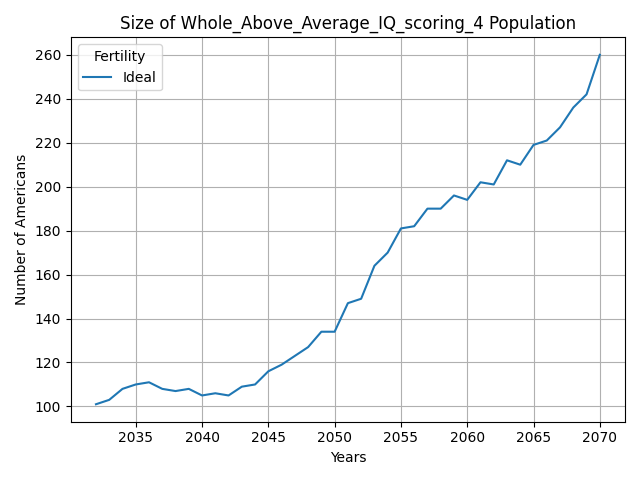 Size of Whole_Above_Average_IQ_scoring_4 Population
Fertility
Ideal
260
240
220
200
180
160
140
120
100
Number of Americans
2035 2040 2045 2050 2055 2060 2065 2070
Years